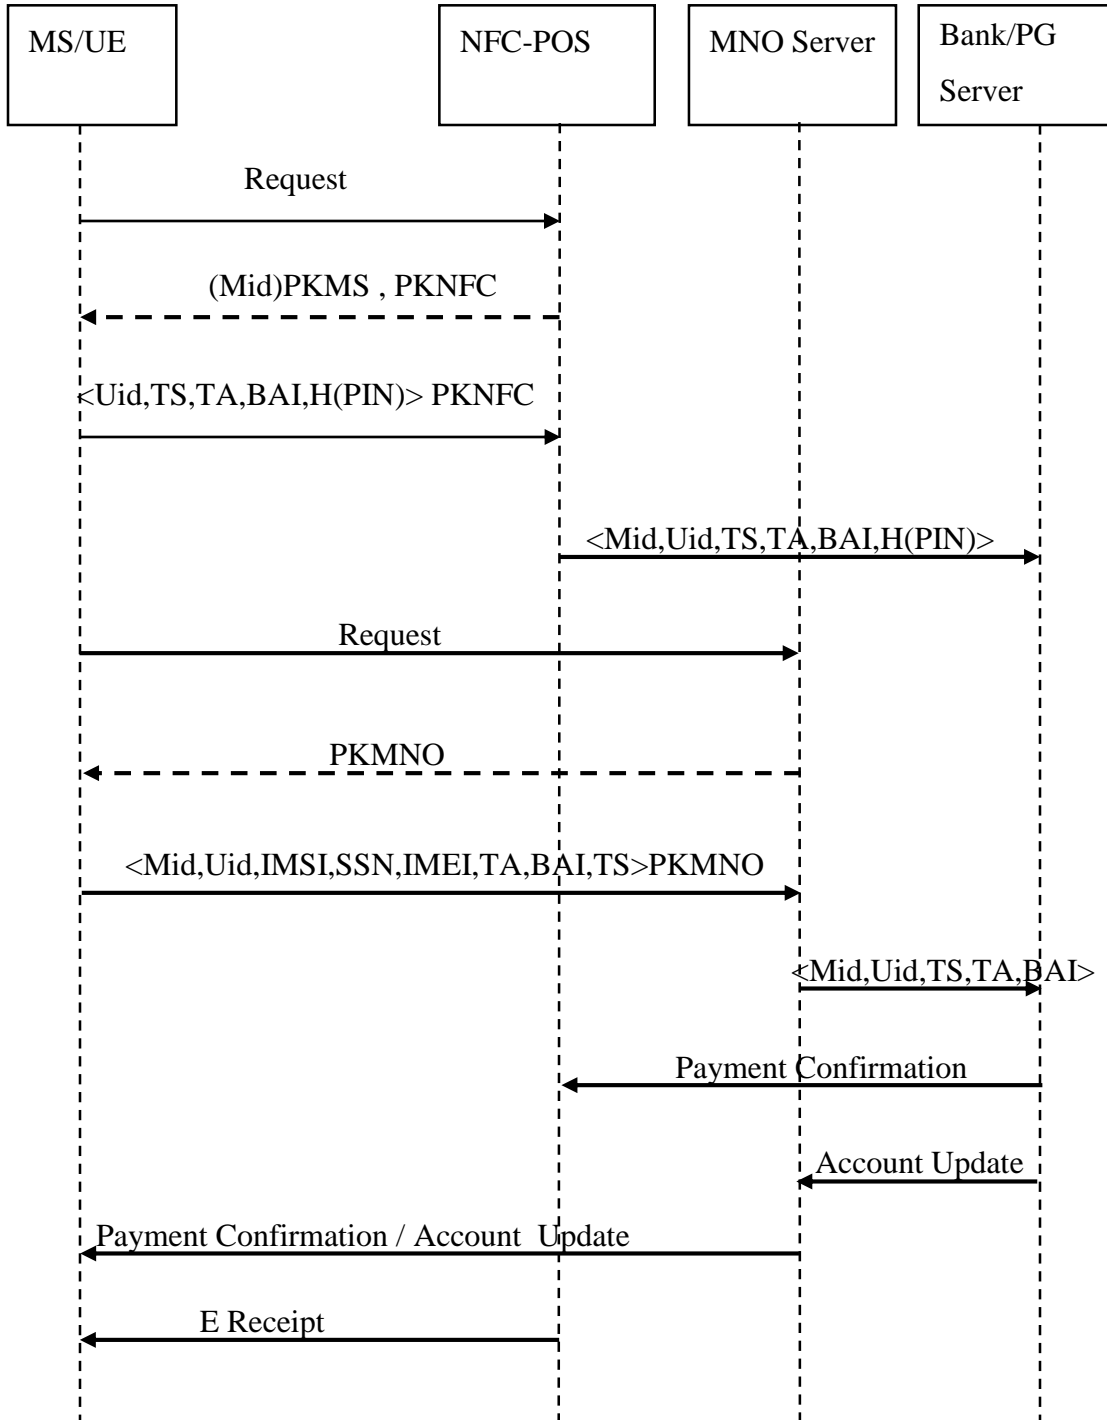 MS/UE
NFC-POS
MNO Server
Bank/PG
Server
Request
(Mid)PKMS , PKNFC
<Uid,TS,TA,BAI,H(PIN)> PKNFC
<Mid,Uid,TS,TA,BAI,H(PIN)>
Request
PKMNO
<Mid,Uid,IMSI,SSN,IMEI,TA,BAI,TS>PKMNO
<Mid,Uid,TS,TA,BAI>
Payment Confirmation
Account Update
Payment Confirmation / Account Update
E Receipt